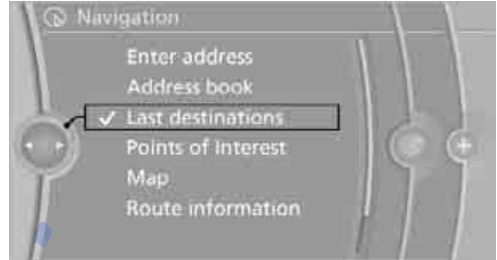 Navigation
Enter address
Address book
Last destinations
Points of Interest
Map
Route information